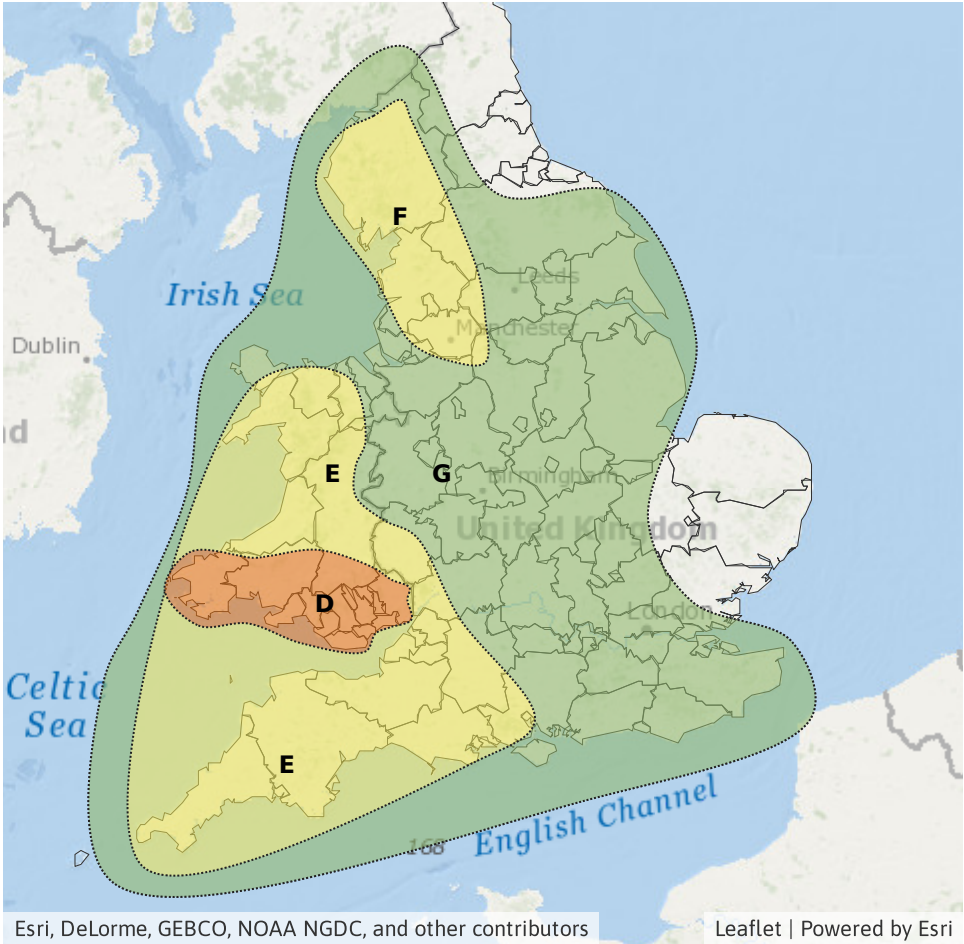 F
Leeds
Irish Sea
Manchester
Dublin
d
E
G
Birmingham
United Kingdom
D
London
Celtic
Sea
E
English Channel
168
Esri, DeLorme, GEBCO, NOAA NGDC, and other contributors
Leaflet | Powered by Esri